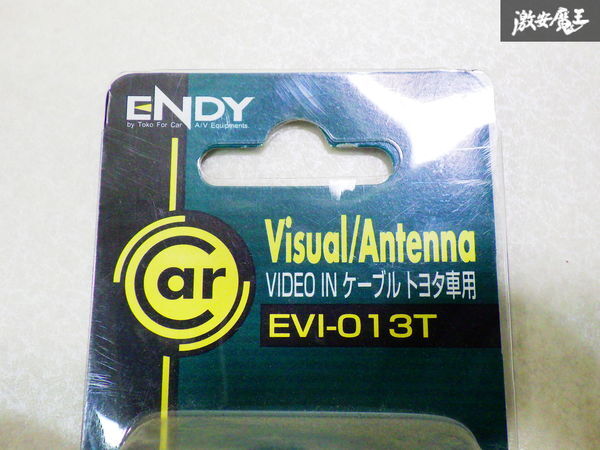 激安魔王
ENDY
by Toko For Car A/V Equipments
Car
Visual/Antenna
VIDEO IN ケーブル トヨタ車用
EVI-013T